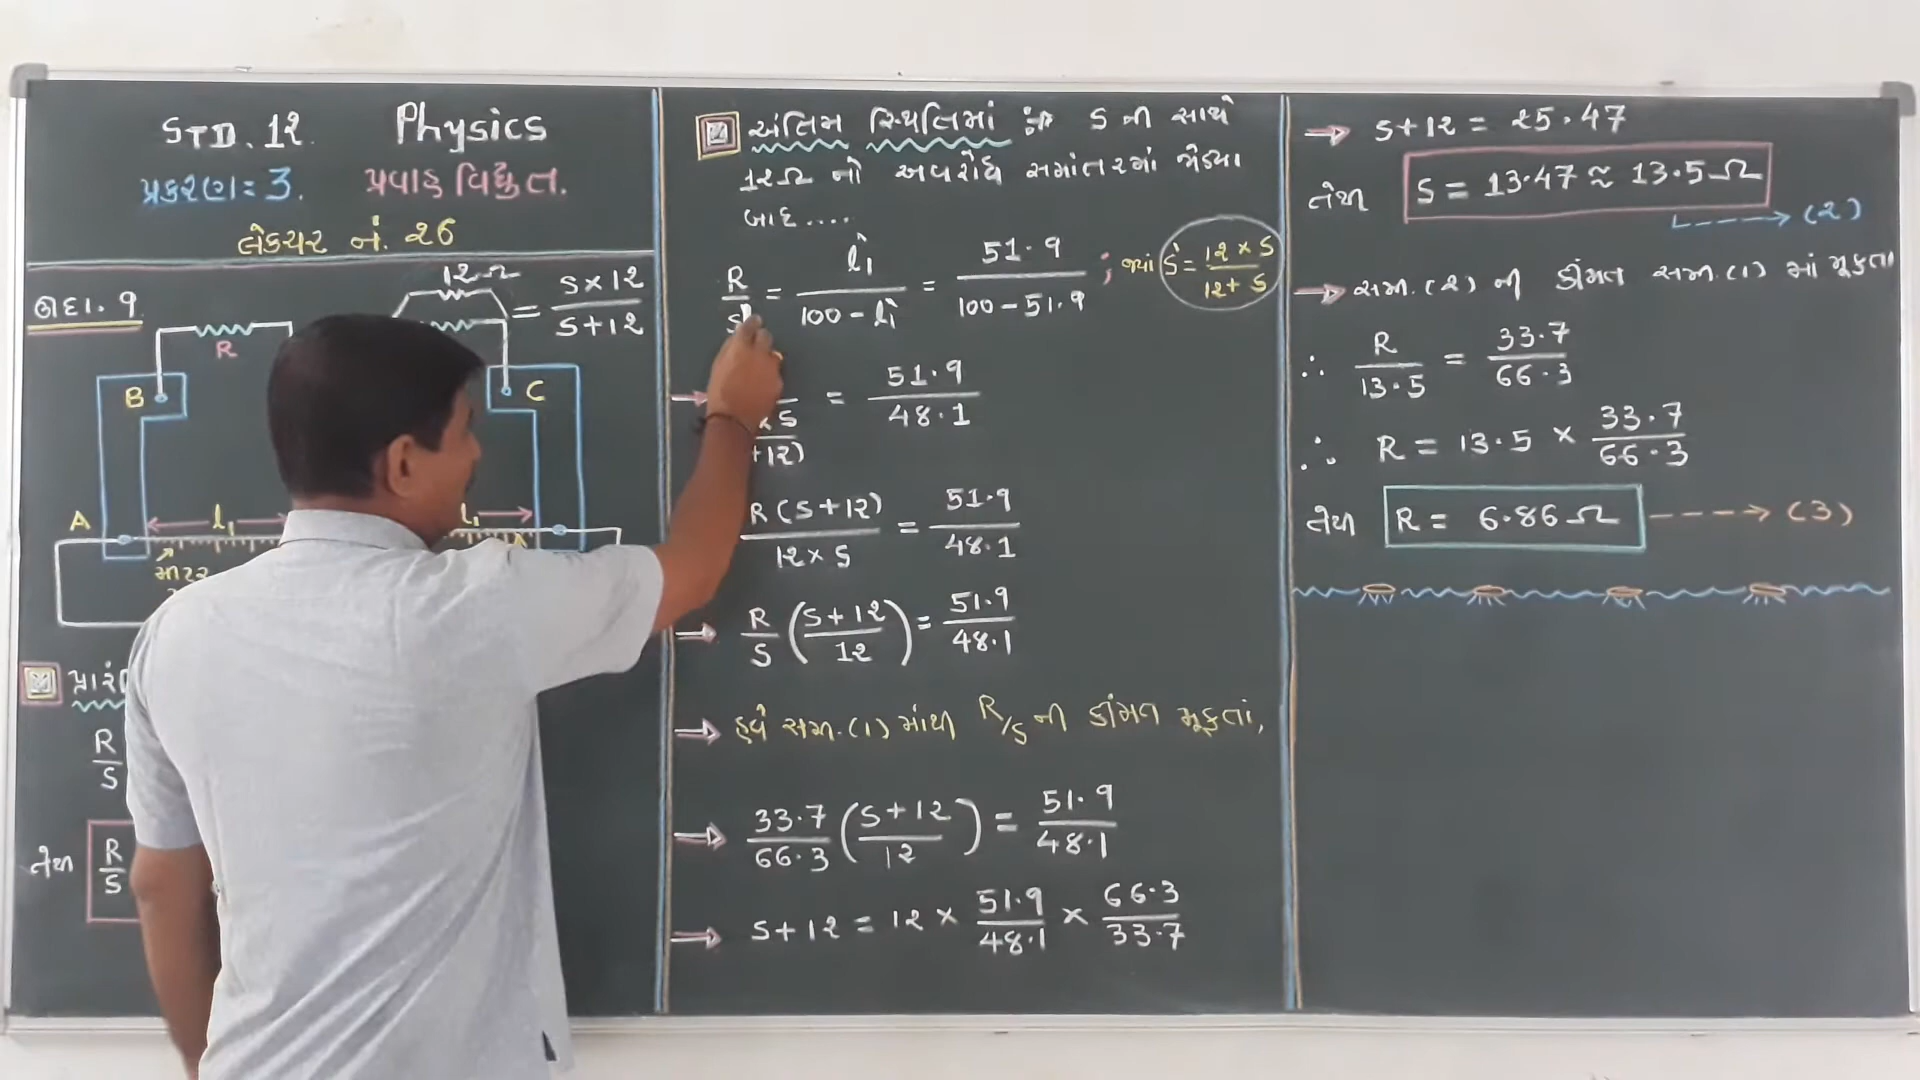 STD. 12. Physics
પ્રકરણ = 3. પ્રવાહ વિદ્યુત.
લેક્ચર નં. 26
ઉદા. 9
12Ω = S×12 / S+12
R
B
C
A
l₁
મીટર
R/S
તેથી R/S
અંતિમ સ્થિતિમાં :- S ની સાથે
12Ω નો અવરોધ સમાંતરમાં જોડ્યા
બાદ....
R/S' = l₁' / 100 - l₁' = 51.9 / 100 - 51.9 ; જ્યાં S' = 12 × S / 12 + S
= 51.9 / 48.1
R (S+12) / 12 × S = 51.9 / 48.1
→ R/S (S+12 / 12) = 51.9 / 48.1
→ હવે સમી.(1) માંથી R/S ની કીંમત મૂકતાં,
→ 33.7 / 66.3 (S+12 / 12) = 51.9 / 48.1
→ S+12 = 12 × 51.9 / 48.1 × 66.3 / 33.7
→ S+12 = 25.47
તેથી S = 13.47 ≈ 13.5Ω
----→ (2)
→ સમી.(2) ની કીંમત સમી.(1) માં મૂકતા
∴ R / 13.5 = 33.7 / 66.3
∴ R = 13.5 × 33.7 / 66.3
તેથી R = 6.86Ω ----→ (3)